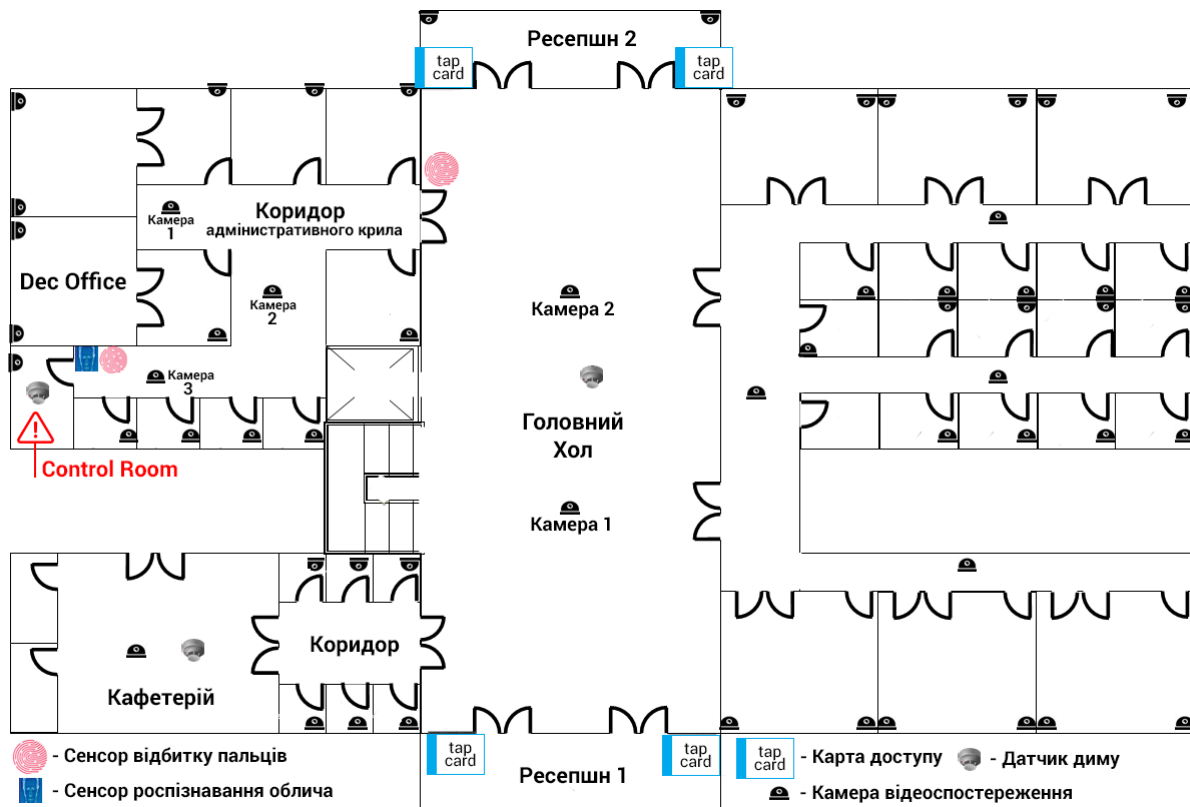 Ресепшн 2
tap
card
tap
card
Камера
1
Коридор
адміністративного крила
Dec Office
Камера
2
Камера 2
Камера
3
Головний
Хол
Control Room
Камера 1
Коридор
Кафетерій
- Сенсор відбитку пальців
- Сенсор роспізнавання облича
tap
card
Ресепшн 1
tap
card
tap
card
- Карта доступу
- Датчик диму
- Камера відеоспостереження